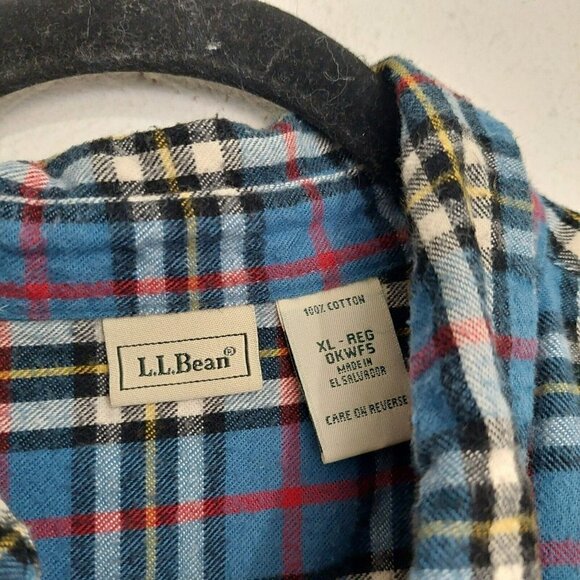 L.L.Bean®
100% COTTON
XL - REG
0KWF5
MADE IN
EL SALVADOR
CARE ON REVERSE